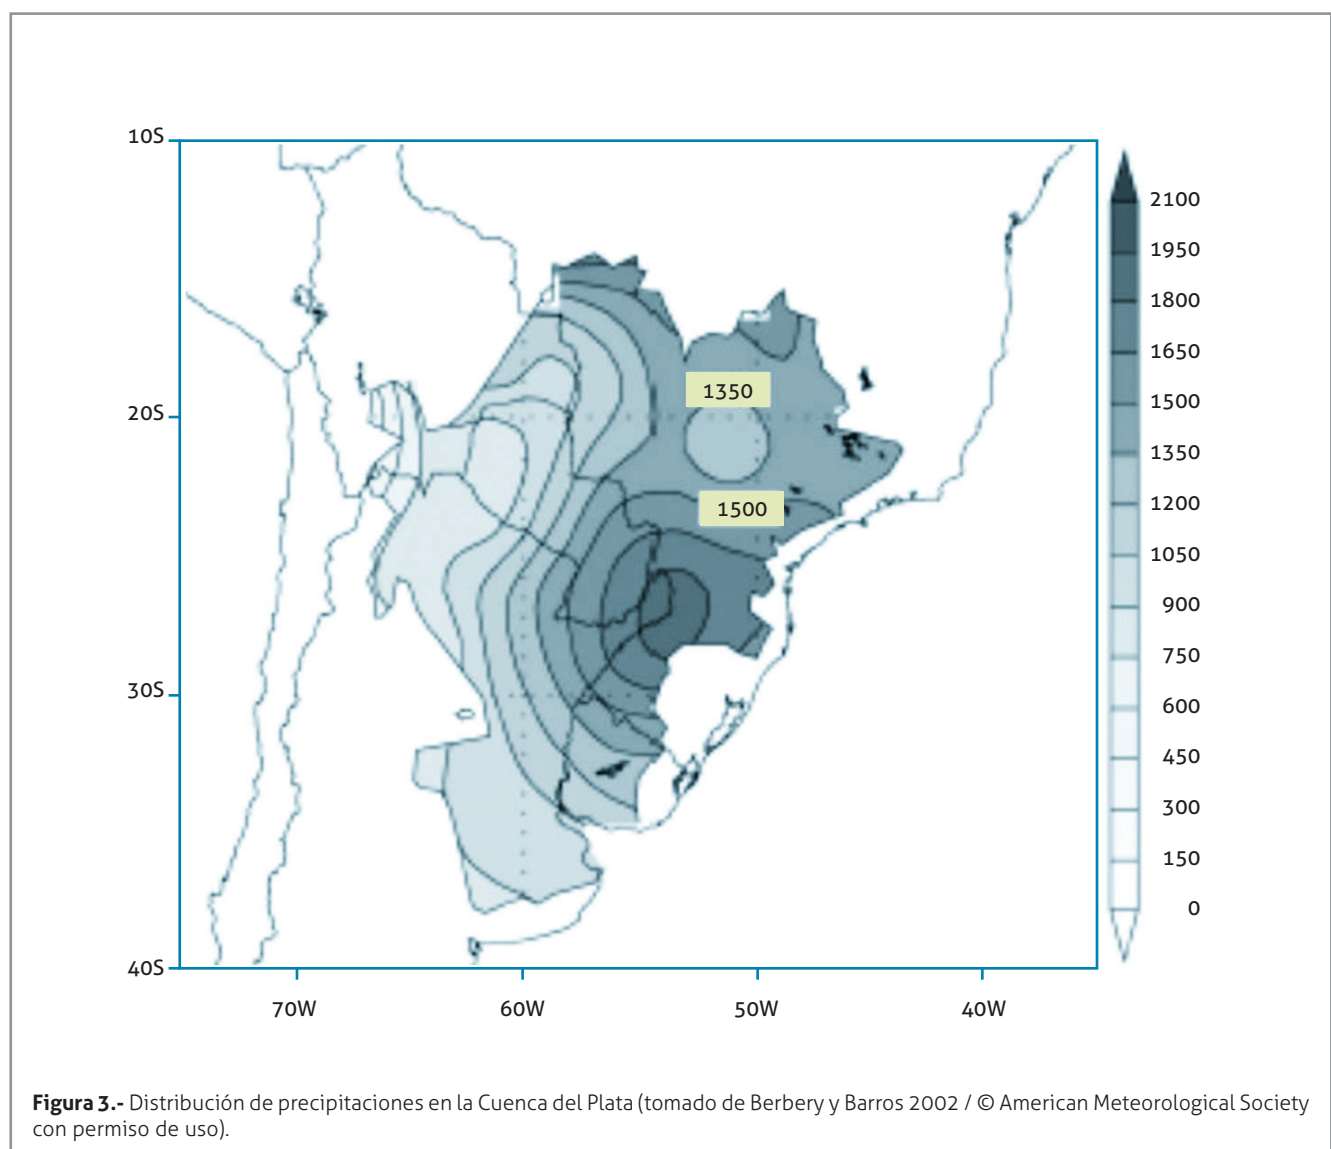 10S
20S
30S
40S
70W
60W
50W
40W
1350
1500
2100
1950
1800
1650
1500
1350
1200
1050
900
750
600
450
300
150
0
Figura 3.- Distribución de precipitaciones en la Cuenca del Plata (tomado de Berbery y Barros 2002 / © American Meteorological Society
con permiso de uso).